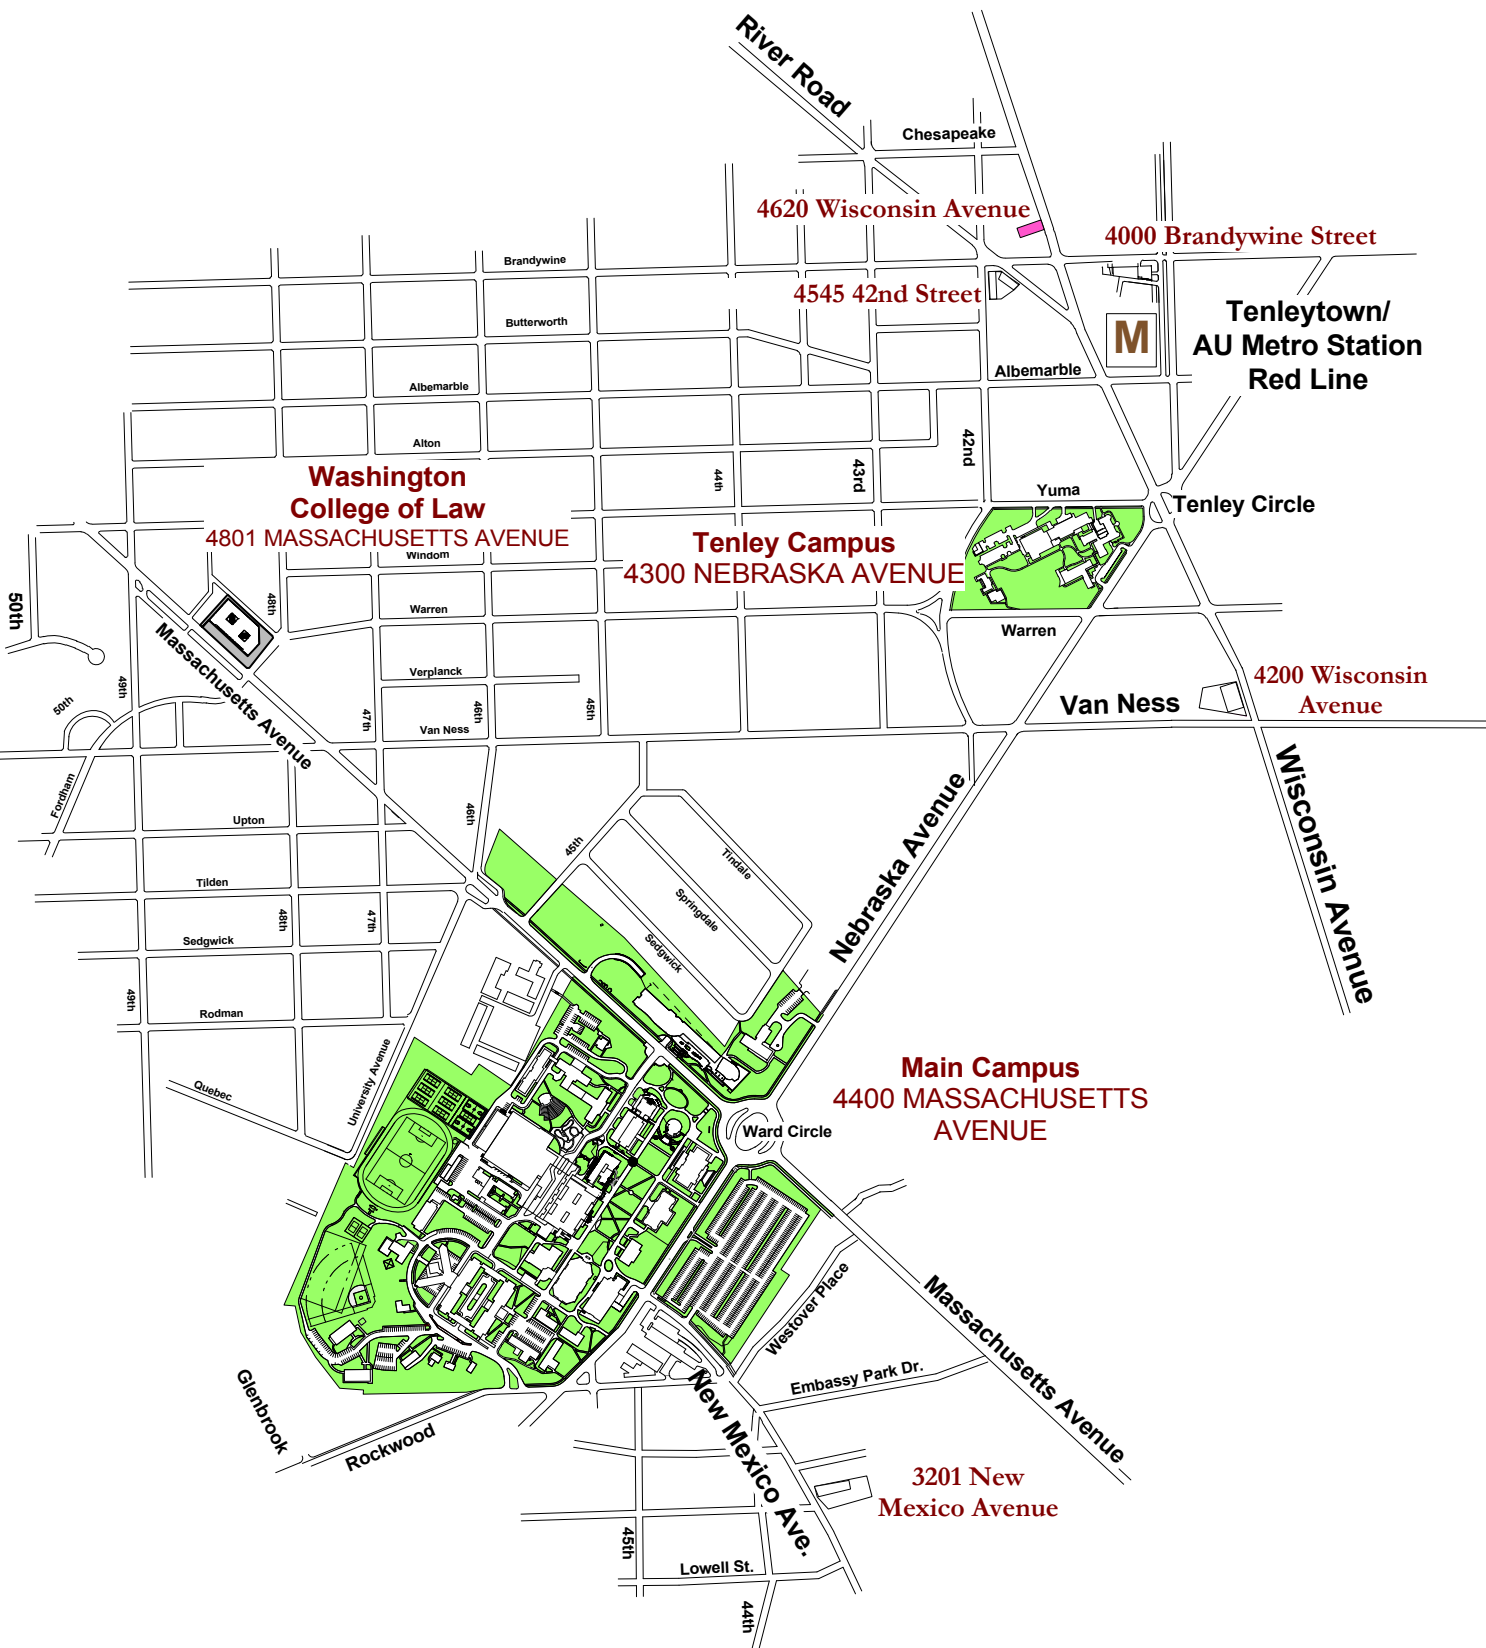 River Road
Chesapeake
4620 Wisconsin Avenue
4000 Brandywine Street
Brandywine
4545 42nd Street
Tenleytown/
AU Metro Station
Red Line
M
Butterworth
Albemarble
Albemarble
Alton
42nd
43rd
44th
Washington
College of Law
4801 MASSACHUSETTS AVENUE
Yuma
Tenley Circle
Tenley Campus
4300 NEBRASKA AVENUE
Windom
50th
48th
Warren
Warren
Massachusetts Avenue
Verplanck
49th
50th
47th
46th
45th
Van Ness
Van Ness
4200 Wisconsin
Avenue
Fordham
Upton
46th
45th
Tindale
Nebraska Avenue
Wisconsin Avenue
Tilden
Springdale
48th
47th
Sedgwick
Sedgwick
49th
Rodman
University Avenue
Quebec
Main Campus
4400 MASSACHUSETTS
AVENUE
Ward Circle
Westover Place
Massachusetts Avenue
Embassy Park Dr.
Glenbrook
Rockwood
New Mexico Ave.
3201 New
Mexico Avenue
45th
Lowell St.
44th